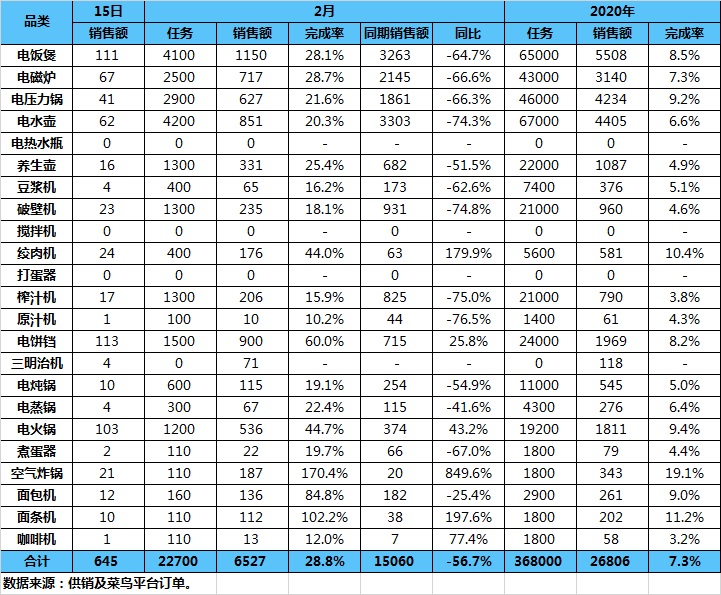 品类 15日 2月 2020年
销售额 任务 销售额 完成率 同期销售额 同比 任务 销售额 完成率
电饭煲 111 4100 1150 28.1% 3263 -64.7% 65000 5508 8.5%
电磁炉 67 2500 717 28.7% 2145 -66.6% 43000 3140 7.3%
电压力锅 41 2900 627 21.6% 1861 -66.3% 46000 4234 9.2%
电水壶 62 4200 851 20.3% 3303 -74.3% 67000 4405 6.6%
电热水瓶 0 0 0 - 0 - 0 0 -
养生壶 16 1300 331 25.4% 682 -51.5% 22000 1087 4.9%
豆浆机 4 400 65 16.2% 173 -62.6% 7400 376 5.1%
破壁机 23 1300 235 18.1% 931 -74.8% 21000 960 4.6%
搅拌机 0 0 0 - 0 - 0 0 -
绞肉机 24 400 176 44.0% 63 179.9% 5600 581 10.4%
打蛋器 0 0 0 - 0 - 0 0 -
榨汁机 17 1300 206 15.9% 825 -75.0% 21000 790 3.8%
原汁机 1 100 10 10.2% 44 -76.5% 1400 61 4.3%
电饼铛 113 1500 900 60.0% 715 25.8% 24000 1969 8.2%
三明治机 4 0 71 - - - 0 118 -
电炖锅 10 600 115 19.1% 254 -54.9% 11000 545 5.0%
电蒸锅 4 300 67 22.4% 115 -41.6% 4300 276 6.4%
电火锅 103 1200 536 44.7% 374 43.2% 19200 1811 9.4%
煮蛋器 2 110 22 19.7% 66 -67.0% 1800 79 4.4%
空气炸锅 21 110 187 170.4% 20 849.6% 1800 343 19.1%
面包机 12 160 136 84.8% 182 -25.4% 2900 261 9.0%
面条机 10 110 112 102.2% 38 197.6% 1800 202 11.2%
咖啡机 1 110 13 12.0% 7 77.4% 1800 58 3.2%
合计 645 22700 6527 28.8% 15060 -56.7% 368000 26806 7.3%
数据来源：供销及菜鸟平台订单。